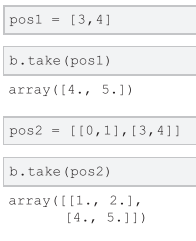 pos1 = [3,4]
b.take(pos1)
array([4., 5.])
pos2 = [[0,1],[3,4]]
b.take(pos2)
array([[1., 2.],
       [4., 5.]])